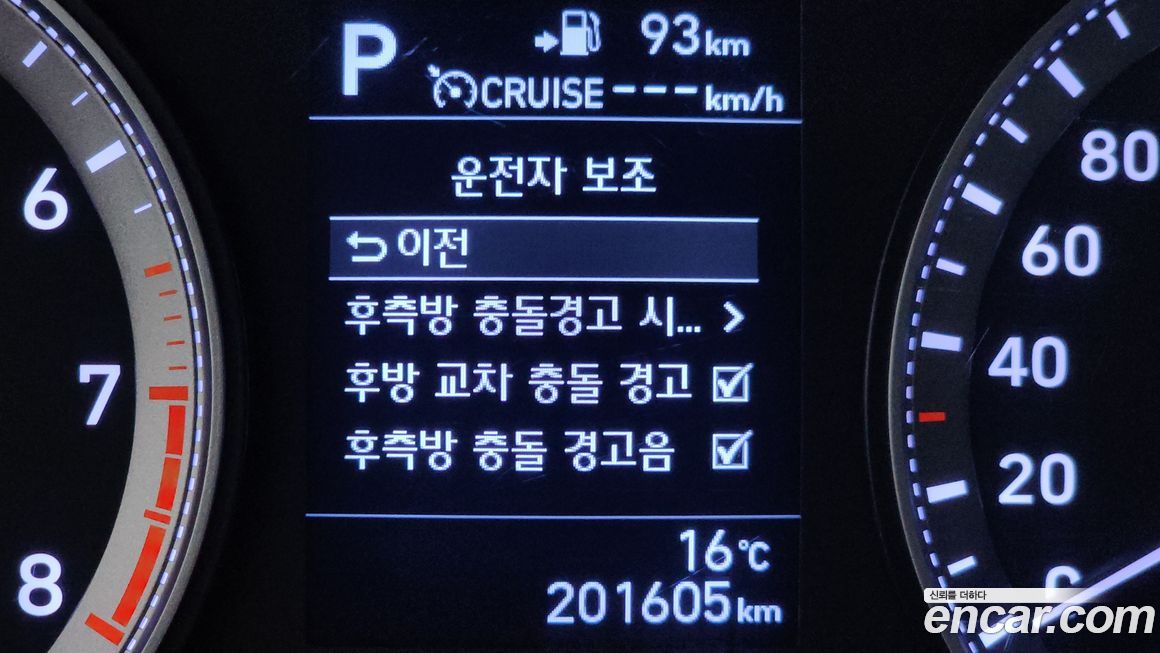 P
93km
CRUISE---km/h
운전자 보조
이전
후측방 충돌경고 시...
후방 교차 충돌 경고
후측방 충돌 경고음
16°C
201605km
6
7
8
80
60
40
20
0
신뢰를 더하다
encar.com